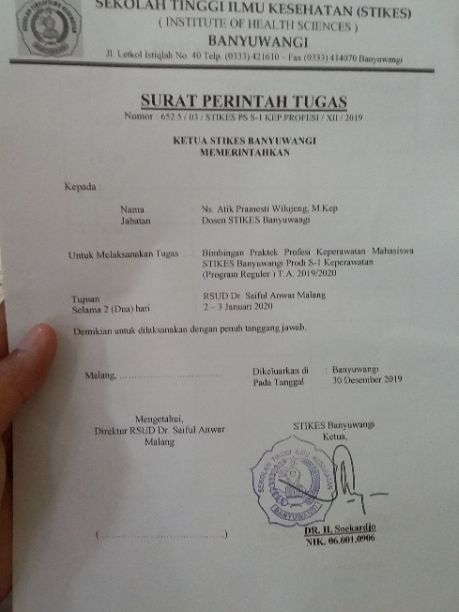 SEKOLAH TINGGI ILMU KESEHATAN (STIKES)
( INSTITUTE OF HEALTH SCIENCES )
BANYUWANGI
Jl. Letkol Istiqlah No. 40 Telp. (0333) 421610 – Fax (0333) 414070 Banyuwangi
SURAT PERINTAH TUGAS
Nomor : 652.5 / 03 / STIKES PS S-1 KEP.PROFESI / XII / 2019
KETUA STIKES BANYUWANGI
MEMERINTAHKAN
Kepada
Nama : Ns. Atik Pramesti Wilujeng, M.Kep
Jabatan : Dosen STIKES Banyuwangi
Untuk Melaksanakan Tugas : Bimbingan Praktek Profesi Keperawatan Mahasiswa
STIKES Banyuwangi Prodi S-1 Keperawatan
(Program Reguler ) T.A. 2019/2020
Tujuan : RSUD Dr. Saiful Anwar Malang
Selama 2 (Dua) hari : 2 – 3 Januari 2020
Demikian untuk dilaksanakan dengan penuh tanggung jawab.
Malang, ..............................
Dikeluarkan di : Banyuwangi
Pada Tanggal : 30 Desember 2019
Mengetahui,
Direktur RSUD Dr. Saiful Anwar
Malang
(....................................)
STIKES Banyuwangi
Ketua,
SEKOLAH TINGGI ILMU KESEHATAN
BANYUWANGI
DR. H. Soekardjo
NIK. 06.001.0906